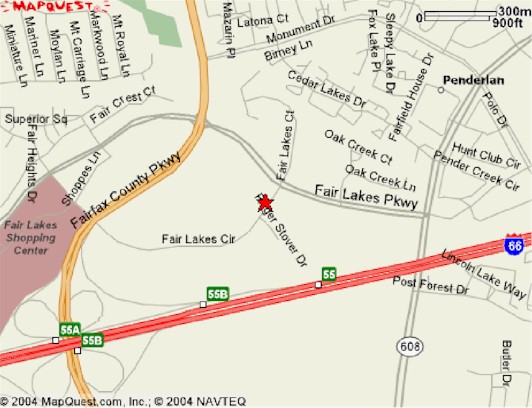 MAPQUEST
300m
900ft
Miniature Ln
Mariner Ln
Moylan Ln
Mt Carriage Ln
Markwood Ln
Mt Royal Ln
Mazarin Pl
Latona Ct
Monument Dr
Birney Ln
Fox Lake Pl
Sleepy Lake Dr
Penderlan
Cedar Lakes Dr
Fairfield House Dr
Polo Dr
Superior Sq
Fair Crest Ct
Fair Heights Dr
Shoppes Ln
Fairfax County Pkwy
Fair Lakes Ct
Oak Creek Ct
Oak Creek Ln
Hunt Club Cir
Pender Creek Cir
Fair Lakes Pkwy
Fair Lakes
Shopping
Center
Fair Lakes Cir
Roger Stover Dr
66
Lincoln Lake Way
Post Forest Dr
55
55B
55A
55B
608
Butler Dr
© 2004 MapQuest.com, Inc.; © 2004 NAVTEQ